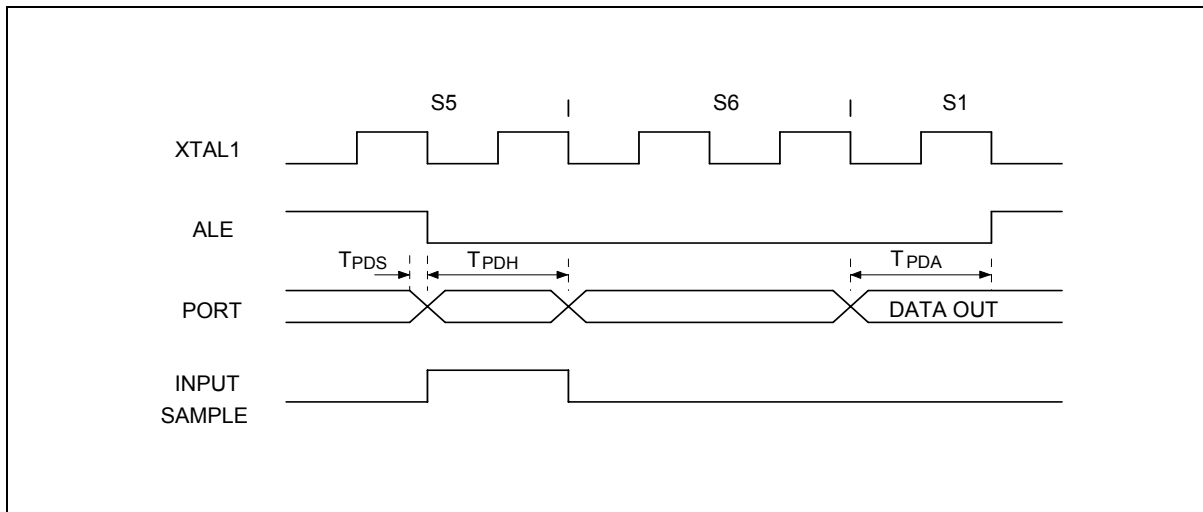 S5 | S6 | S1
XTAL1
ALE
TPDS TPDH TPDA
PORT DATA OUT
INPUT
SAMPLE